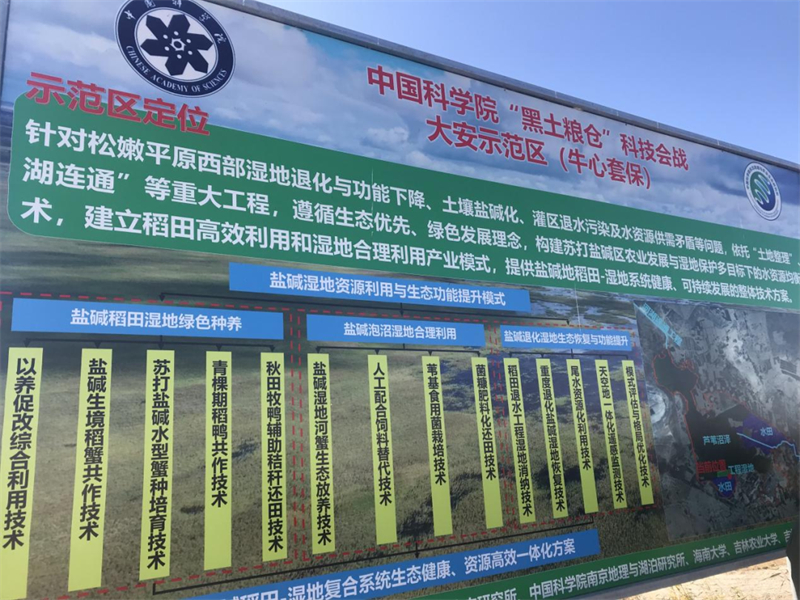 中国科学院
CHINESE ACADEMY OF SCIENCES
中国科学院“黑土粮仓”科技会战
大安示范区（牛心套保）
示范区定位
针对松嫩平原西部湿地退化与功能下降、土壤盐碱化、灌区退水污染及水资源供需矛盾等问题，依托“土地整理”、
湖连通”等重大工程，遵循生态优先、绿色发展理念，构建苏打盐碱区农业发展与湿地保护多目标下的水资源均衡
术，建立稻田高效利用和湿地合理利用产业模式，提供盐碱地稻田-湿地系统健康、可持续发展的整体技术方案。
盐碱湿地资源利用与生态功能提升模式
盐碱稻田湿地绿色种养
盐碱泡沼湿地合理利用
盐碱退化湿地生态恢复与功能提升
以养促改综合利用技术
盐碱生境稻蟹共作技术
苏打盐碱水型蟹种培育技术
青稞期稻鸭共作技术
秋田牧鸭辅助秸秆还田技术
盐碱湿地河蟹生态放养技术
人工配合饲料替代技术
苇基食用菌栽培技术
菌糠肥料化还田技术
稻田退水工程湿地消纳技术
重度退化盐碱湿地恢复技术
尾水资源化利用技术
天空地一体化遥感监测技术
模式评估与格局优化技术
芦苇沼泽
水田
工程湿地
水田
碱稻田-湿地复合系统生态健康、资源高效一体化方案
研究所、中国科学院南京地理与湖泊研究所、海南大学、吉林农业大学、吉